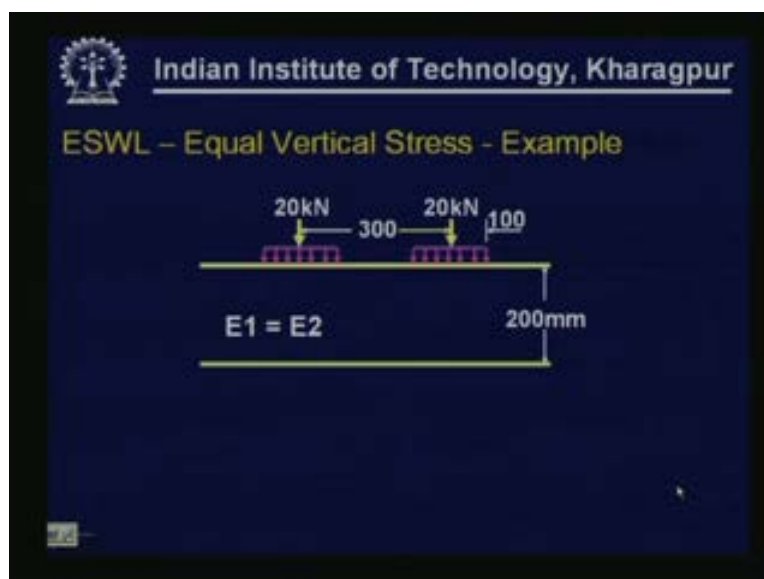 Indian Institute of Technology, Kharagpur
ESWL – Equal Vertical Stress - Example
20kN 20kN
300 100
E1 = E2 200mm